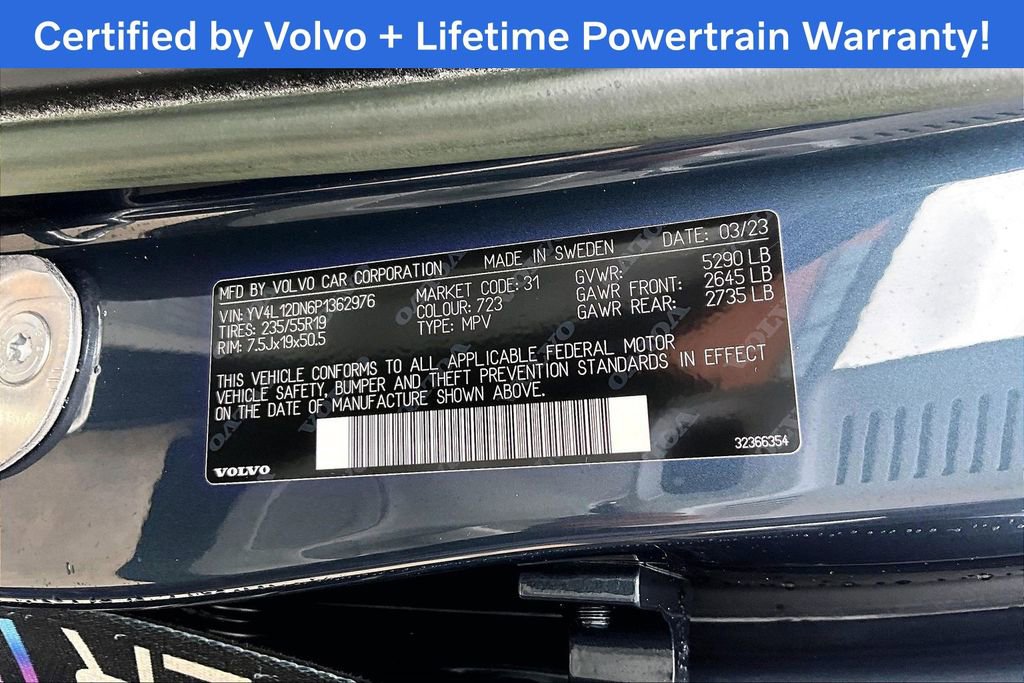 Certified by Volvo + Lifetime Powertrain Warranty!
MFD BY VOLVO CAR CORPORATION MADE IN SWEDEN DATE: 03/23
VIN: YV4L12DN6P1362976 MARKET CODE: 31 GVWR: 5290 LB
TIRES: 235/55R19 COLOUR: 723 GAWR FRONT: 2645 LB
RIM: 7.5Jx19x50.5 TYPE: MPV GAWR REAR: 2735 LB
THIS VEHICLE CONFORMS TO ALL APPLICABLE FEDERAL MOTOR
VEHICLE SAFETY, BUMPER AND THEFT PREVENTION STANDARDS IN EFFECT
ON THE DATE OF MANUFACTURE SHOWN ABOVE.
VOLVO
32366354